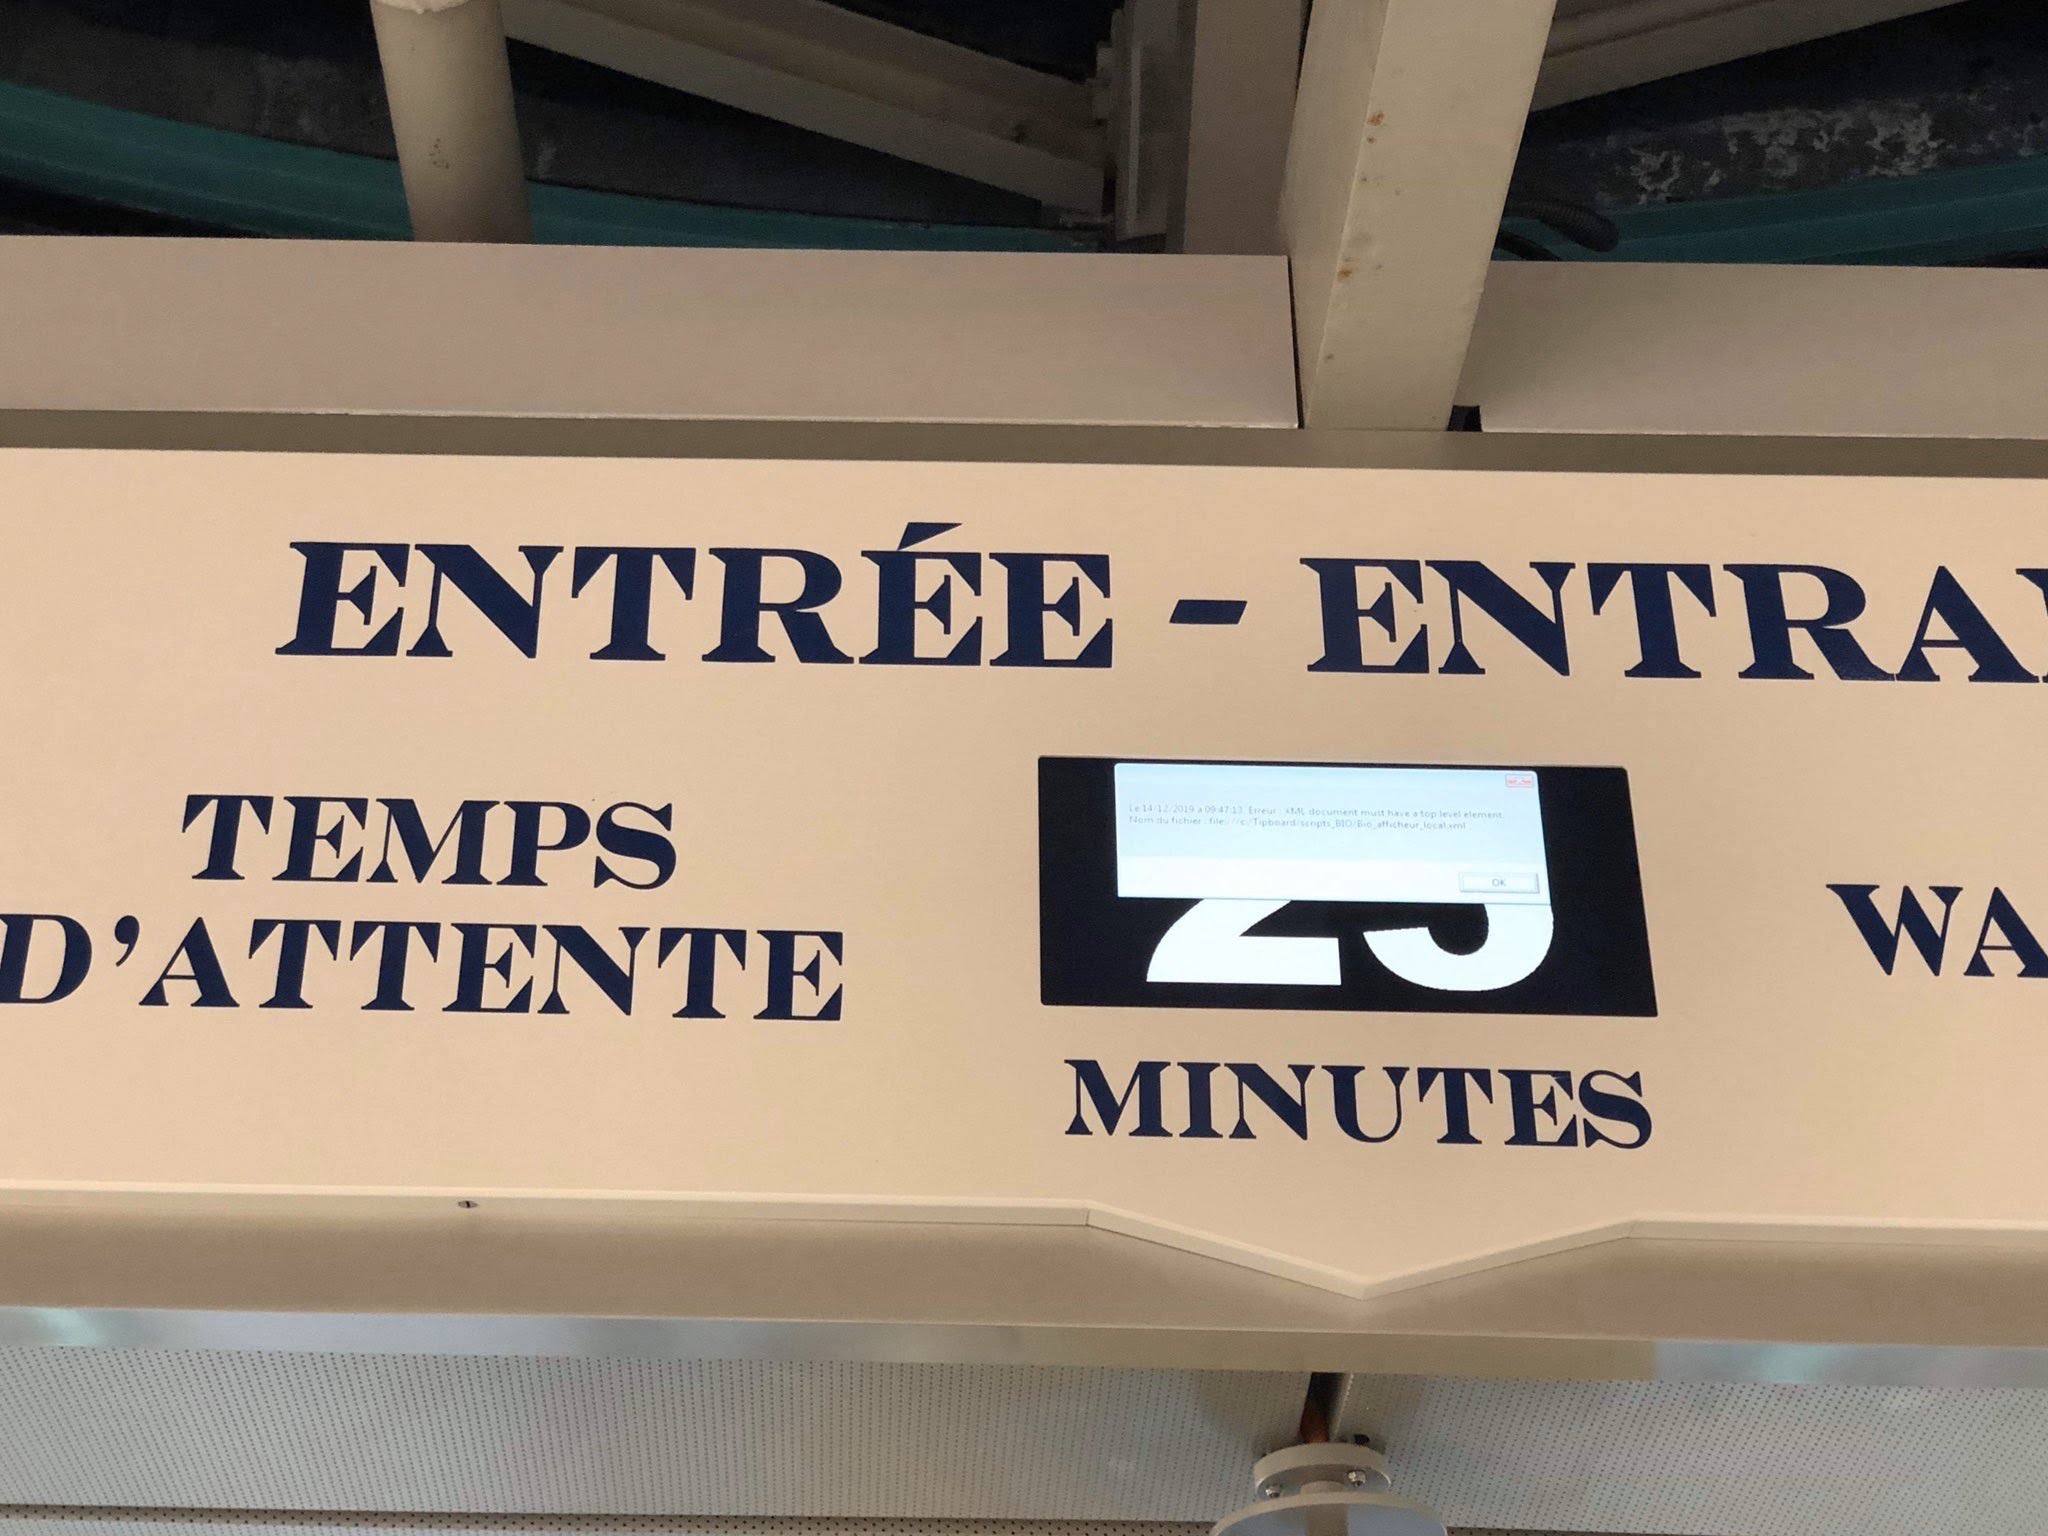 ENTRÉE - ENTRA
TEMPS
D'ATTENTE
Le 14-12-2019 a 09:47:13. Erreur : XML document must have a top level element.
Nom du fichier : file:///c:/Tipboard/scripts_BIO/Bio_afficheur_local.xml
OK
25
MINUTES
WA